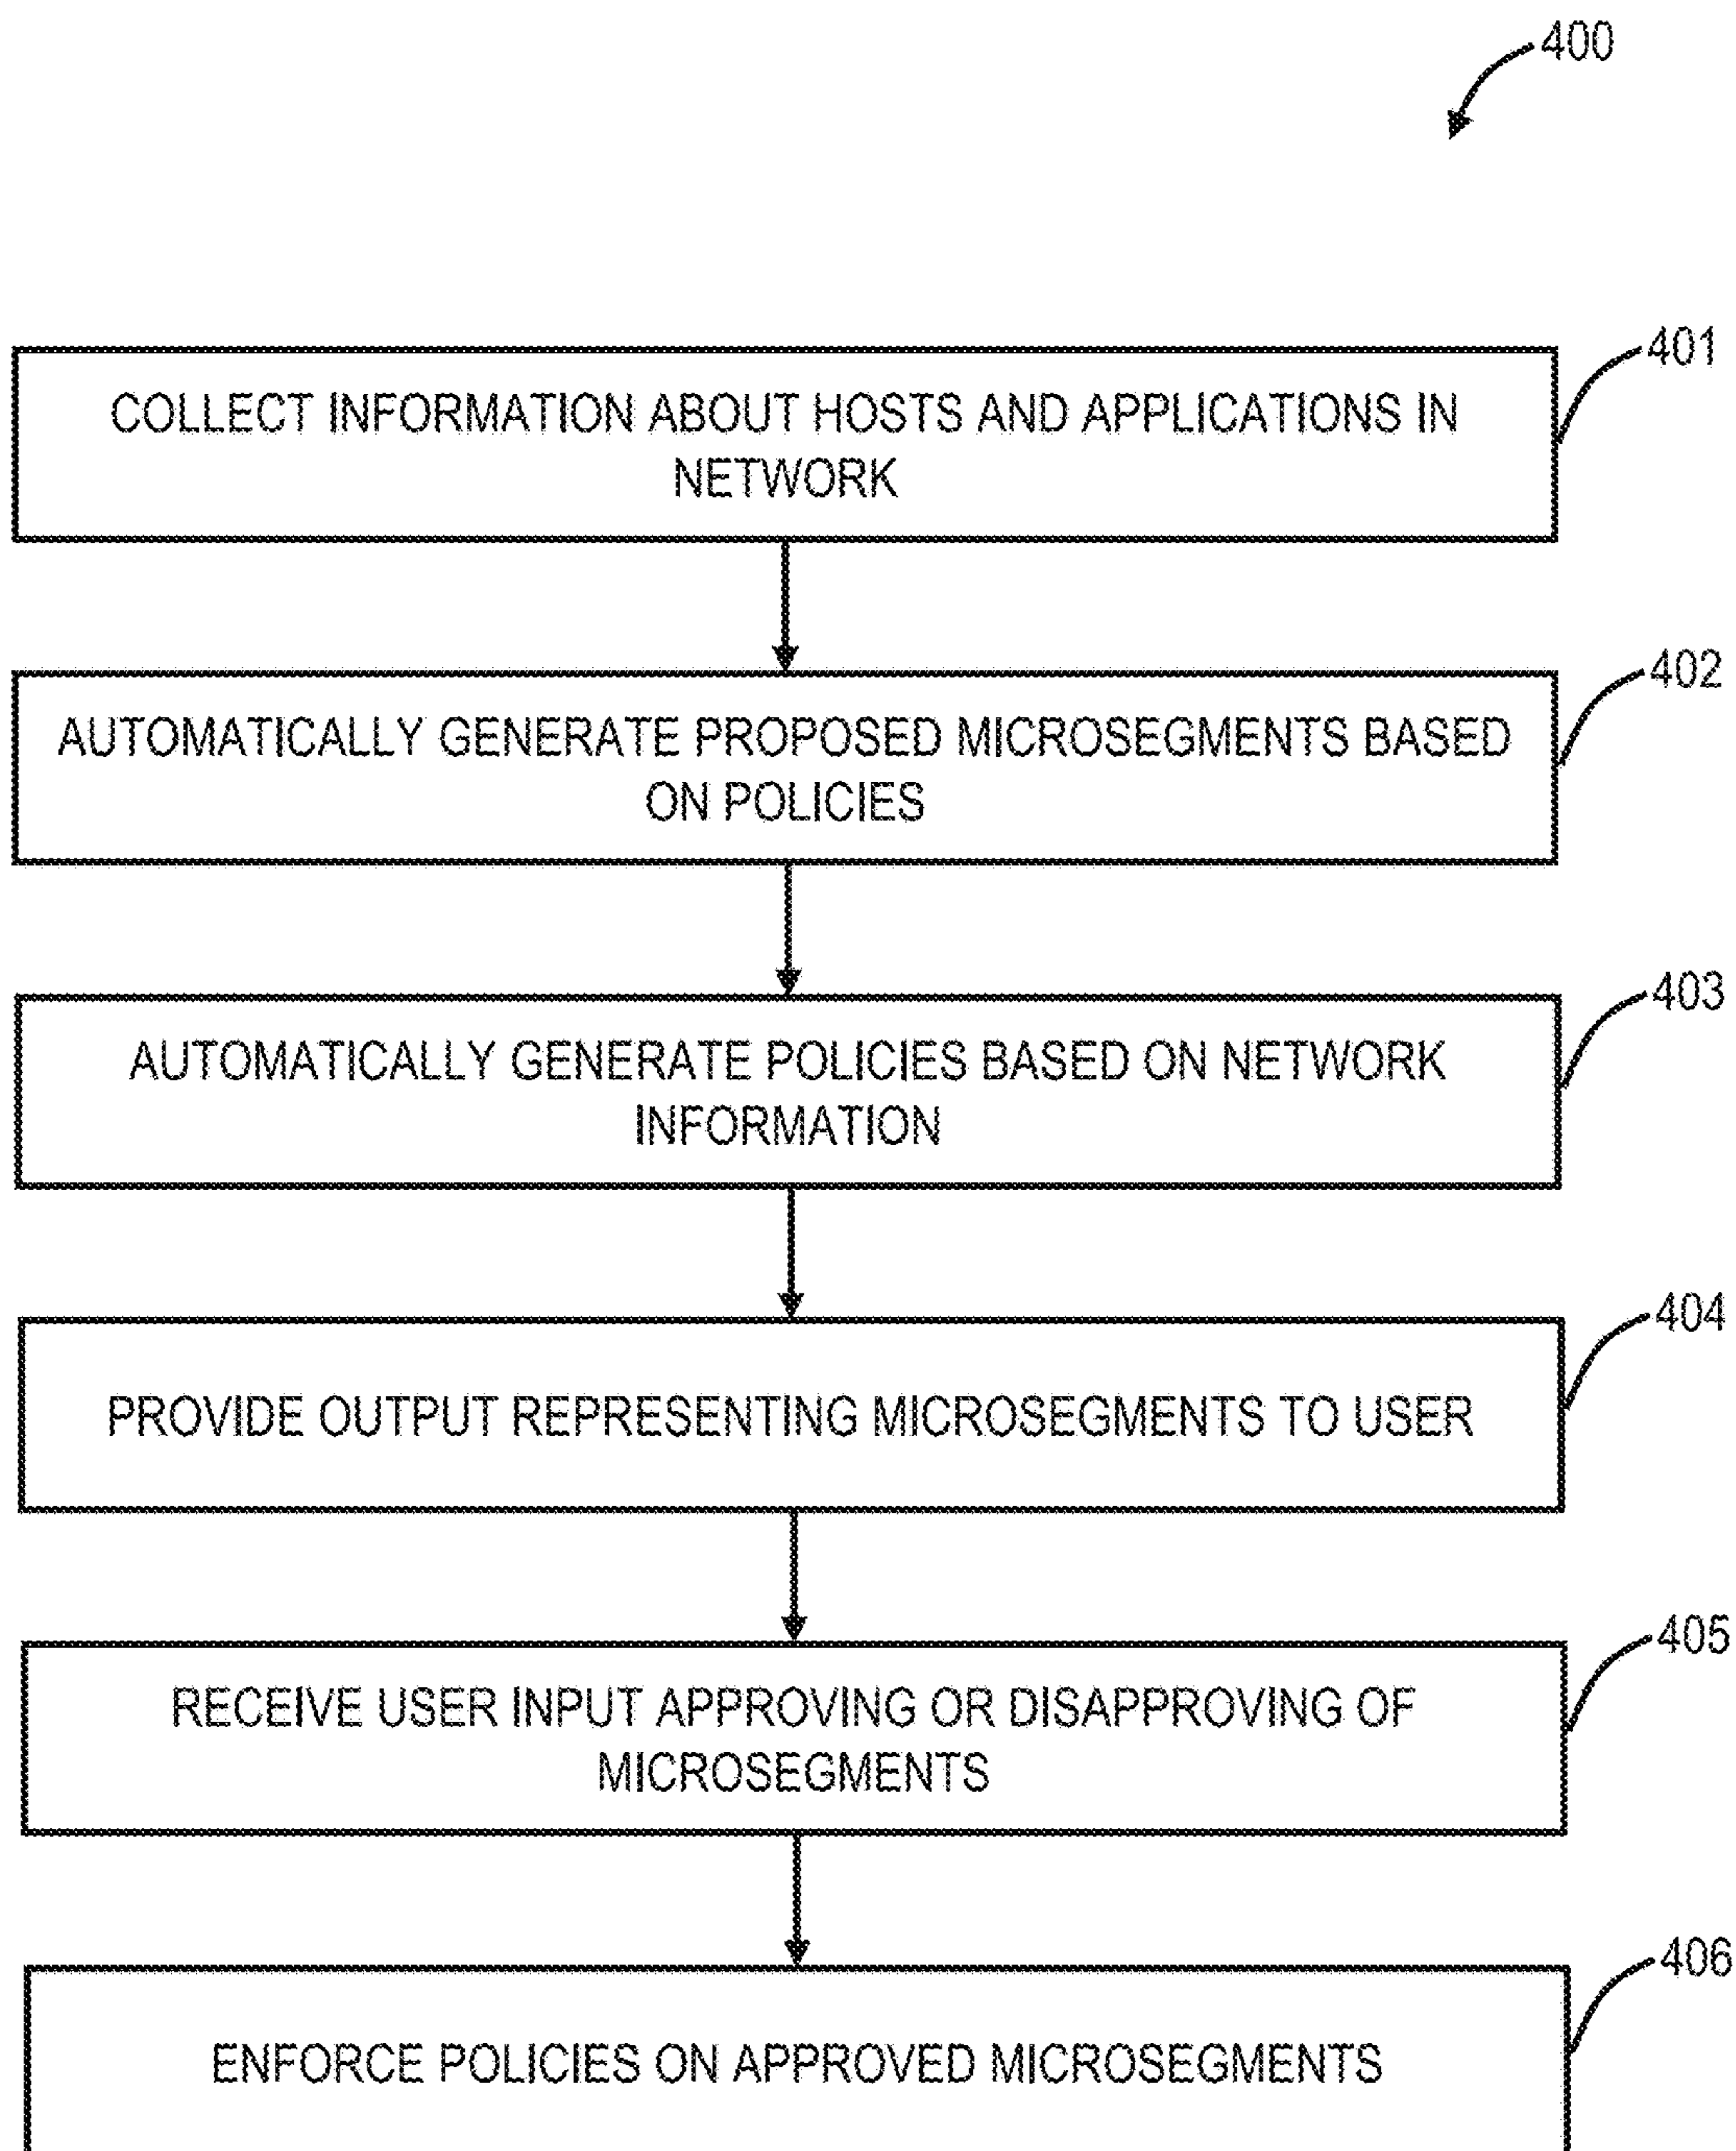 400
401
COLLECT INFORMATION ABOUT HOSTS AND APPLICATIONS IN
NETWORK
402
AUTOMATICALLY GENERATE PROPOSED MICROSEGMENTS BASED
ON POLICIES
403
AUTOMATICALLY GENERATE POLICIES BASED ON NETWORK
INFORMATION
404
PROVIDE OUTPUT REPRESENTING MICROSEGMENTS TO USER
405
RECEIVE USER INPUT APPROVING OR DISAPPROVING OF
MICROSEGMENTS
406
ENFORCE POLICIES ON APPROVED MICROSEGMENTS